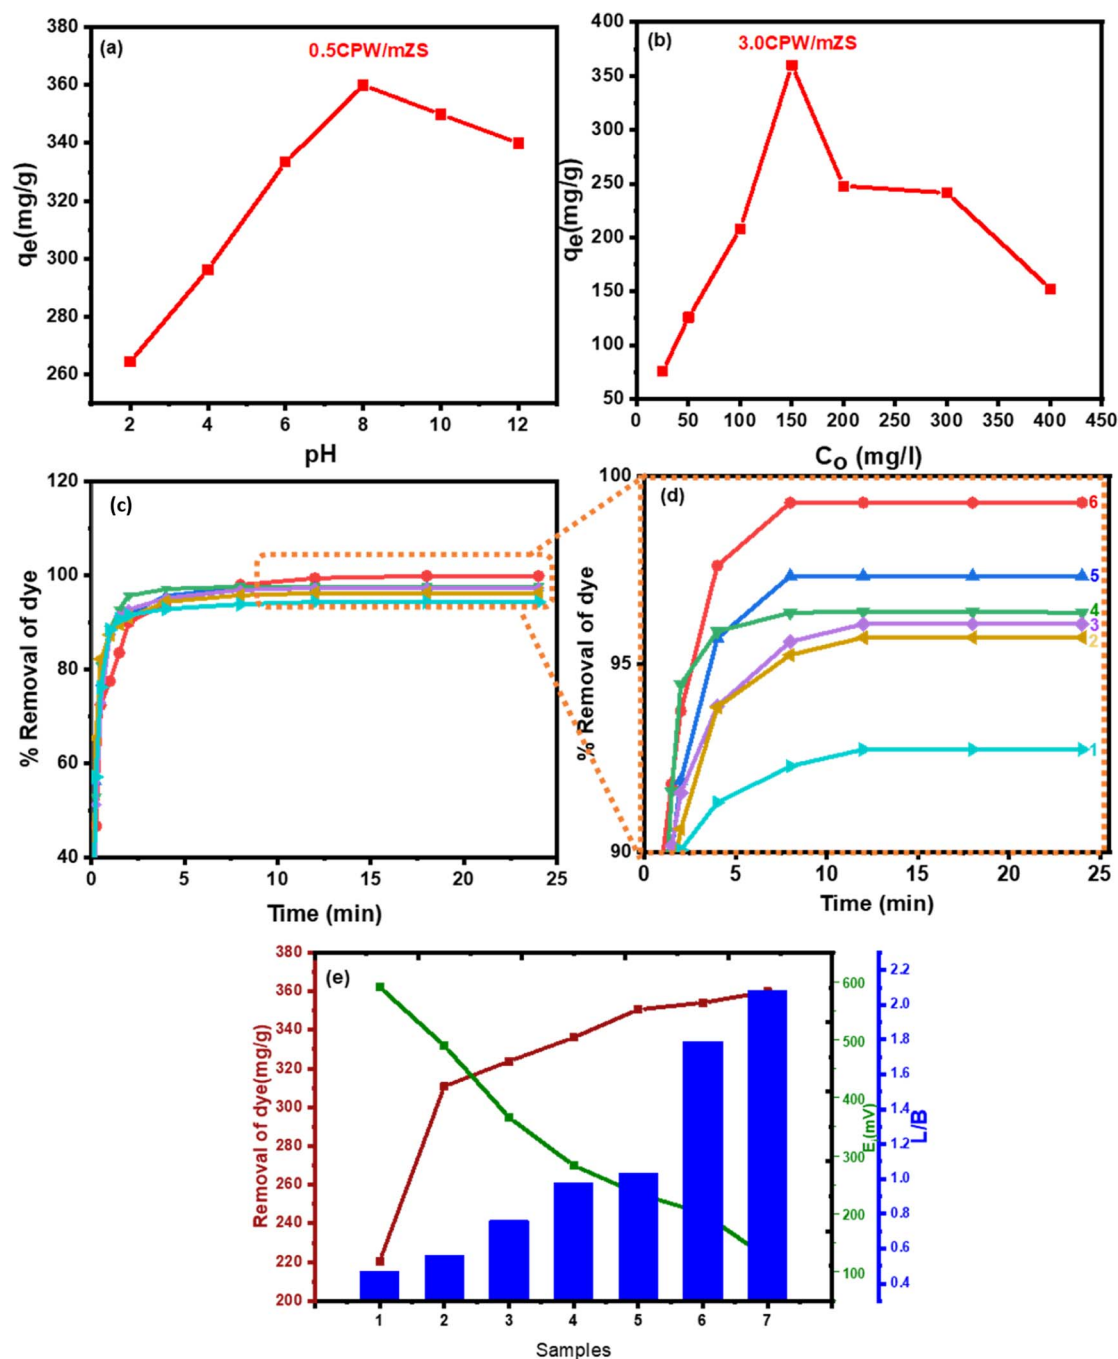 (a)
0.5CPW/mZS
380
360
340
320
300
280
260
qe(mg/g)
2 4 6 8 10 12
pH
(b)
3.0CPW/mZS
400
350
300
250
200
150
100
50
qe(mg/g)
0 50 100 150 200 250 300 350 400 450
Co (mg/l)
(c)
120
100
80
60
40
% Removal of dye
0 5 10 15 20 25
Time (min)
(d)
100
95
90
% Removal of dye
6
5
4
3
2
1
0 5 10 15 20 25
Time (min)
(e)
380
360
340
320
300
280
260
240
220
200
Removal of dye(mg/g)
600
500
400
300
200
100
Ei(mV)
2.2
2.0
1.8
1.6
1.4
1.2
1.0
0.8
0.6
0.4
L/B
1 2 3 4 5 6 7
Samples